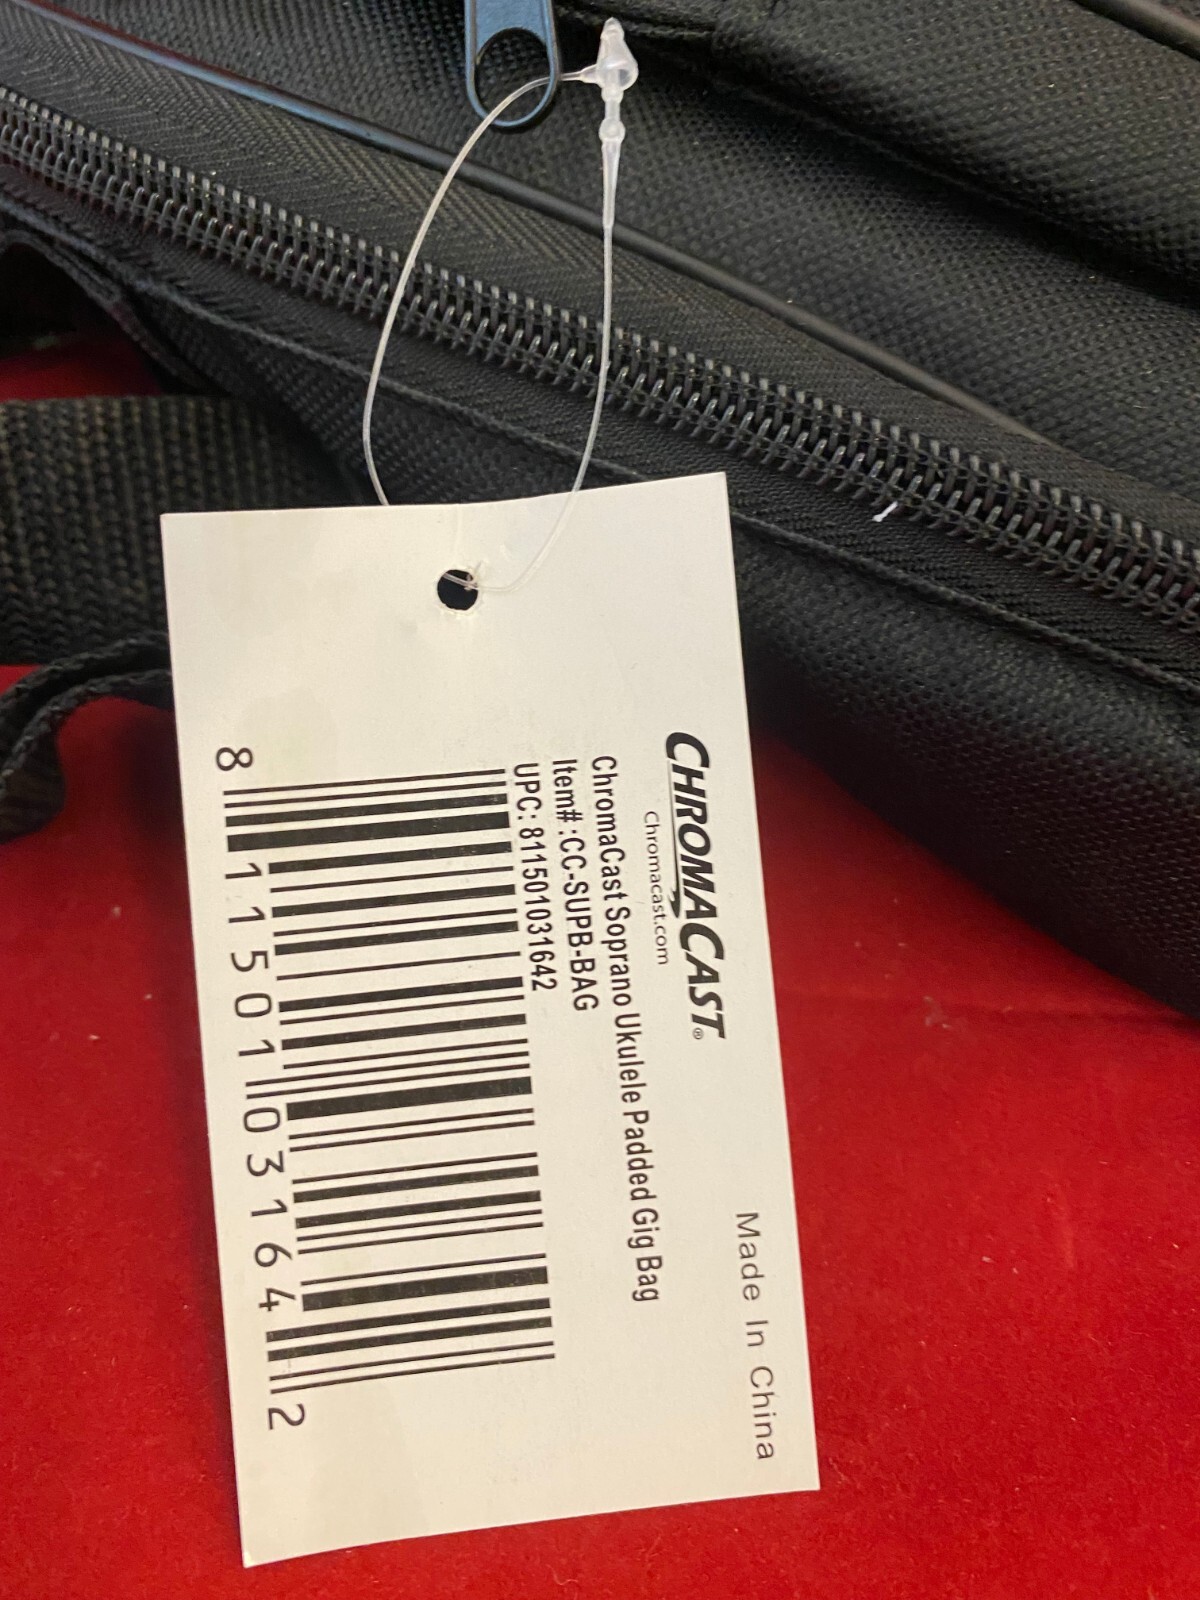 CHROMACAST®
Chromacast.com
Made In China
ChromaCast Soprano Ukulele Padded Gig Bag
Item#:CC-SUPB-BAG
UPC: 811501031642
8 11501 03164 2